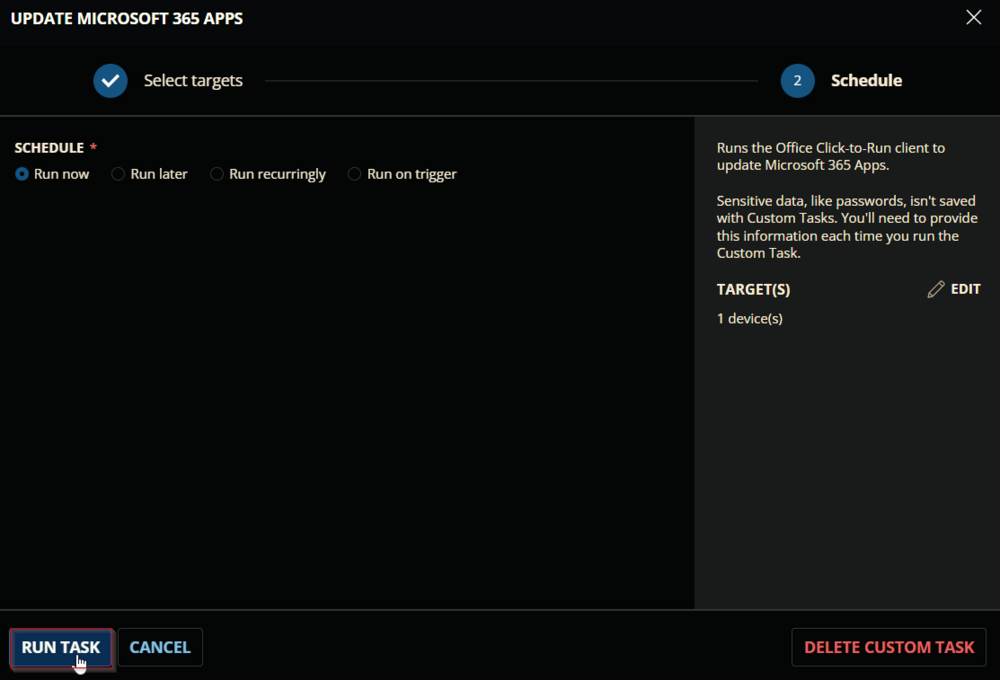 UPDATE MICROSOFT 365 APPS
Select targets
2 Schedule
SCHEDULE *
Run now Run later Run recurringly Run on trigger
Runs the Office Click-to-Run client to
update Microsoft 365 Apps.
Sensitive data, like passwords, isn't saved
with Custom Tasks. You'll need to provide
this information each time you run the
Custom Task.
TARGET(S) EDIT
1 device(s)
RUN TASK CANCEL DELETE CUSTOM TASK